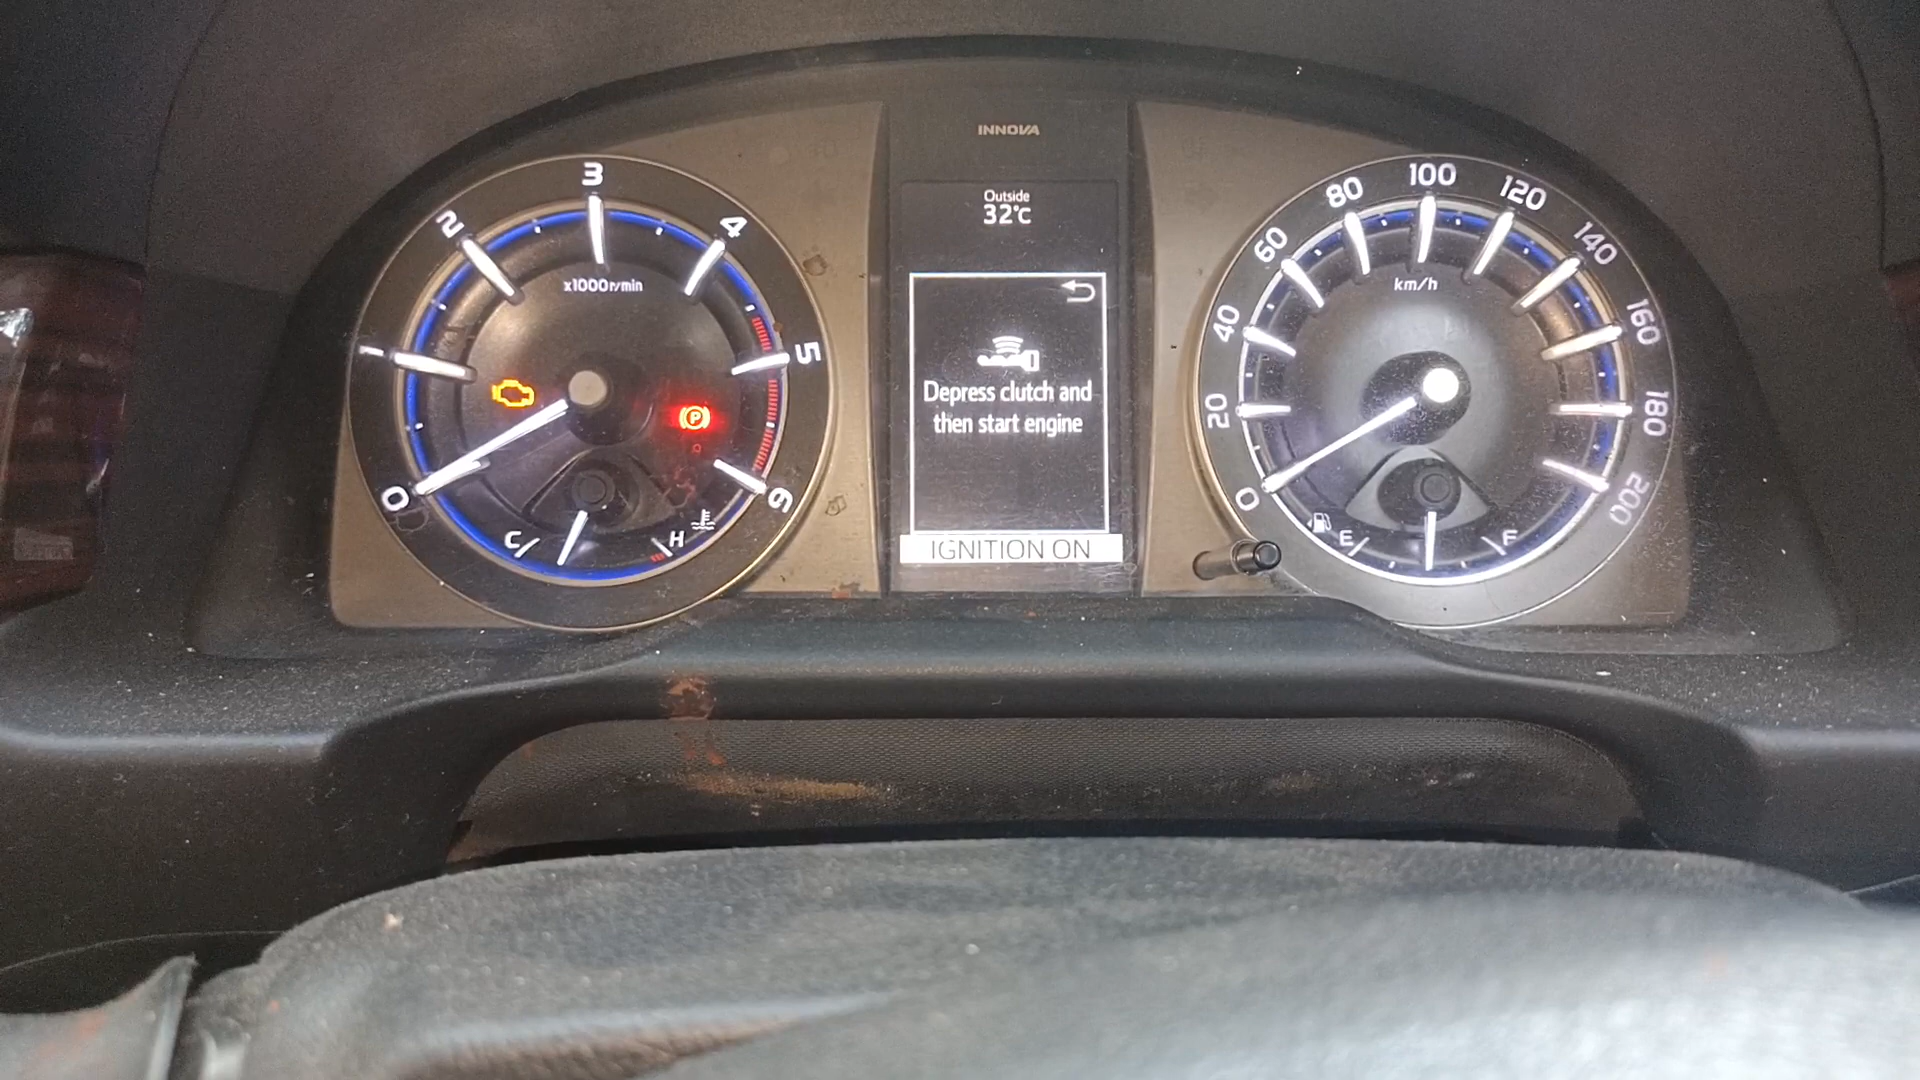 INNOVA
Outside
32°C
Depress clutch and
then start engine
IGNITION ON
0
1
2
3
4
5
6
x1000r/min
P
C
H
0
20
40
60
80
100
120
140
160
180
200
km/h
E
F